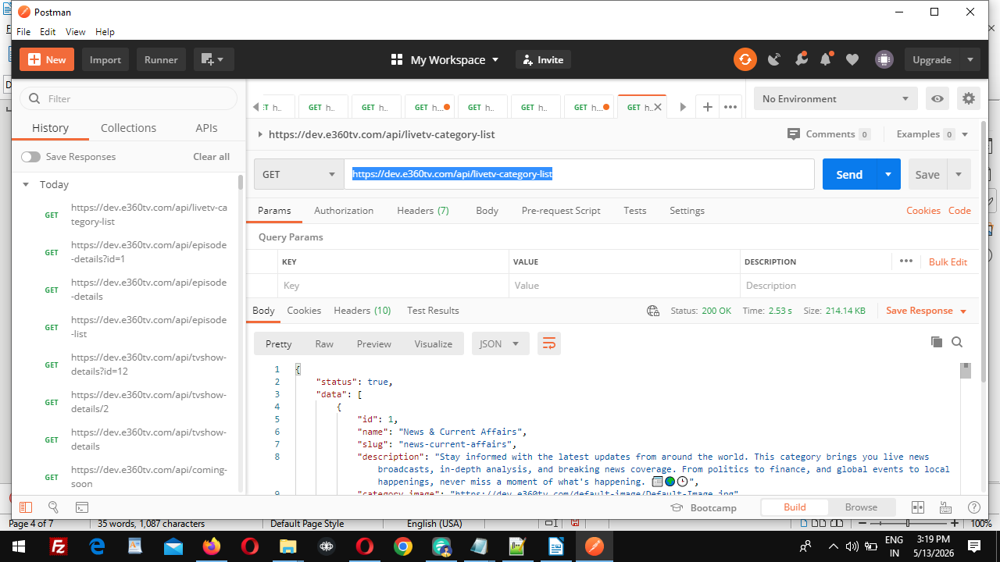 Postman
File Edit View Help
New Import Runner My Workspace Invite Upgrade
Filter
History Collections APIs
Save Responses Clear all
Today
GET https://dev.e360tv.com/api/livetv-ca
tegory-list
GET https://dev.e360tv.com/api/episode
-details?id=1
GET https://dev.e360tv.com/api/episode
-details
GET https://dev.e360tv.com/api/episode
-list
GET https://dev.e360tv.com/api/tvshow-
details?id=12
GET https://dev.e360tv.com/api/tvshow-
details/2
GET https://dev.e360tv.com/api/tvshow-
details
GET https://dev.e360tv.com/api/coming-
soon
GET h.. GET h.. GET h... GET h.. GET h.. GET h... GET h..
No Environment
https://dev.e360tv.com/api/livetv-category-list
Comments 0 Examples 0
GET https://dev.e360tv.com/api/livetv-category-list Send Save
Params Authorization Headers (7) Body Pre-request Script Tests Settings Cookies Code
Query Params
KEY VALUE DESCRIPTION ••• Bulk Edit
Key Value Description
Body Cookies Headers (10) Test Results Status: 200 OK Time: 2.53 s Size: 214.14 KB Save Response
Pretty Raw Preview Visualize JSON
1 {
2 "status": true,
3 "data": [
4 {
5 "id": 1,
6 "name": "News & Current Affairs",
7 "slug": "news-current-affairs",
8 "description": "Stay informed with the latest updates from around the world. This category brings you live news
broadcasts, in-depth analysis, and breaking news coverage. From politics to finance, and global events to local
happenings, never miss a moment of what's happening. 📰🌍🕒",
9 "category_image": "https://dev.e360tv.com/default-image/Default-Image.jpg"
Bootcamp Build Browse
Page 4 of 7 35 words, 1,087 characters Default Page Style English (USA) 100%
ENG 3:19 PM
IN 5/13/2026